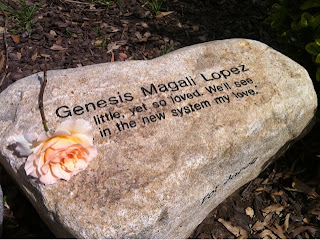 Genesis Magali Lopez
little, yet so loved. We'll see
in the new system my love.